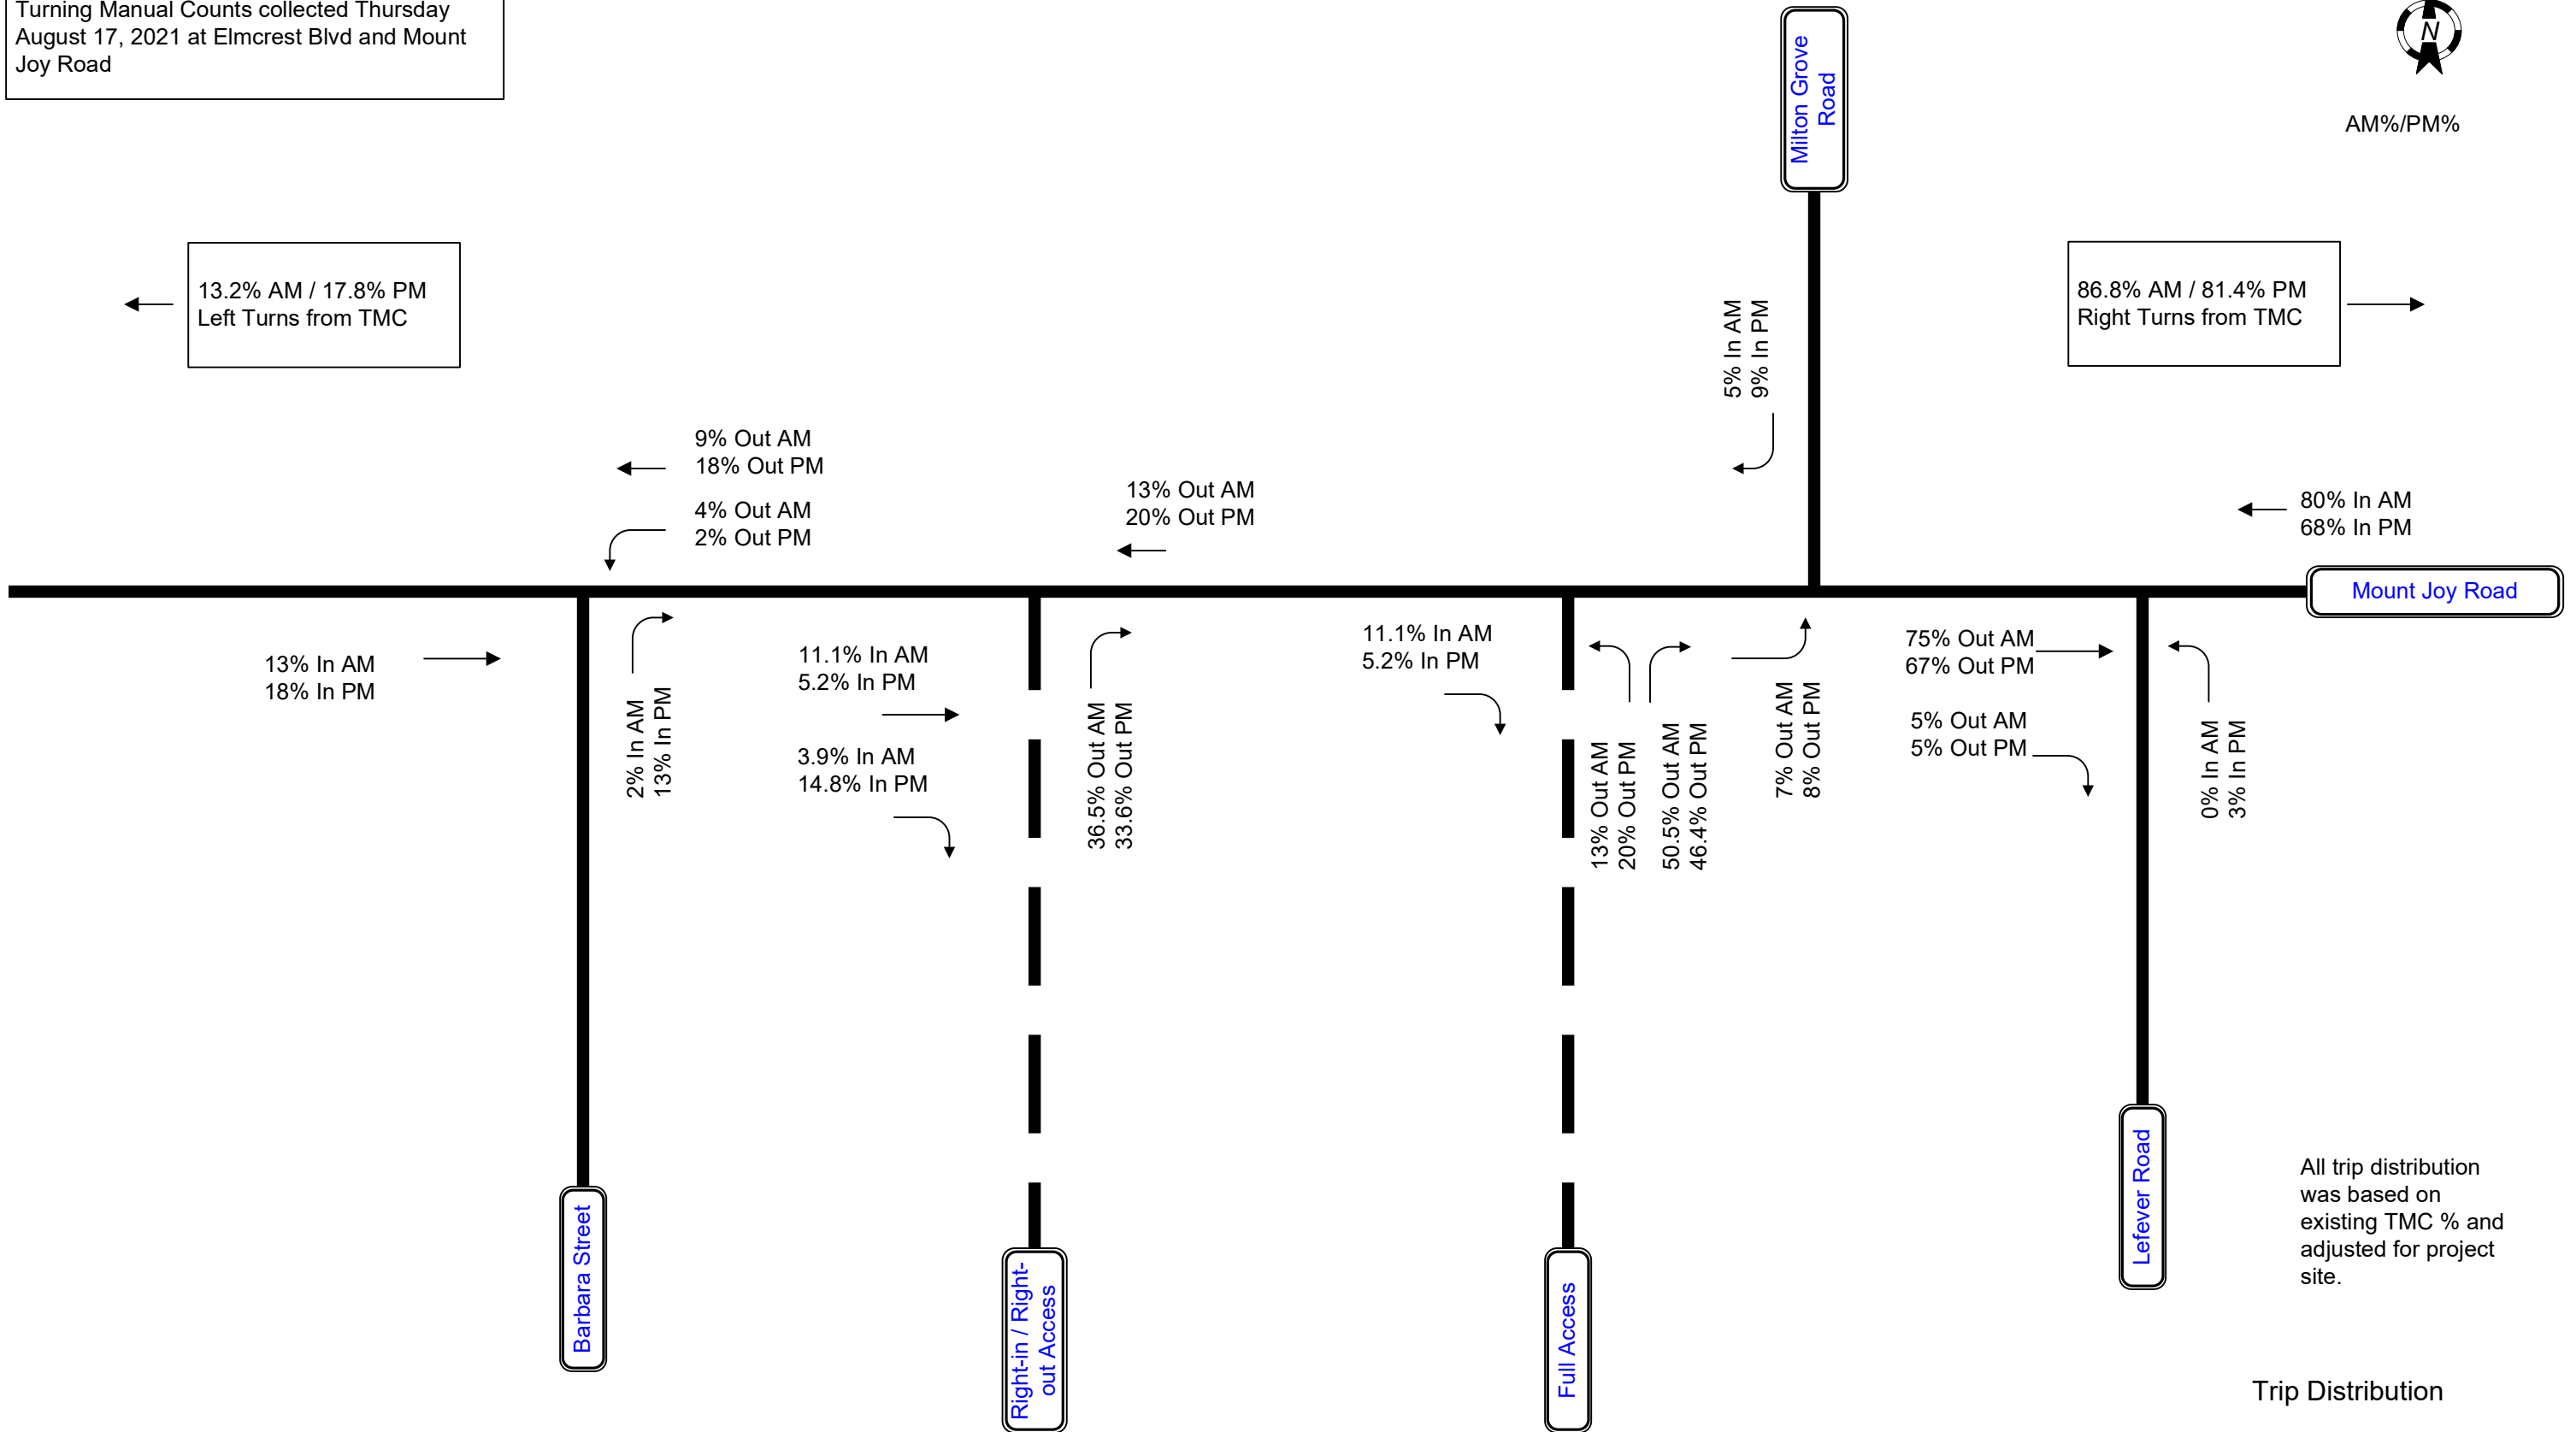 Turning Manual Counts collected Thursday
August 17, 2021 at Elmcrest Blvd and Mount
Joy Road
Milton Grove
Road
N
AM%/PM%
13.2% AM / 17.8% PM
Left Turns from TMC
86.8% AM / 81.4% PM
Right Turns from TMC
5% In AM
9% In PM
9% Out AM
18% Out PM
4% Out AM
2% Out PM
13% Out AM
20% Out PM
80% In AM
68% In PM
Mount Joy Road
13% In AM
18% In PM
2% In AM
13% In PM
11.1% In AM
5.2% In PM
3.9% In AM
14.8% In PM
36.5% Out AM
33.6% Out PM
11.1% In AM
5.2% In PM
13% Out AM
20% Out PM
50.5% Out AM
46.4% Out PM
7% Out AM
8% Out PM
75% Out AM
67% Out PM
5% Out AM
5% Out PM
0% In AM
3% In PM
Barbara Street
Right-in / Right-
out Access
Full Access
Lefever Road
All trip distribution
was based on
existing TMC % and
adjusted for project
site.
Trip Distribution